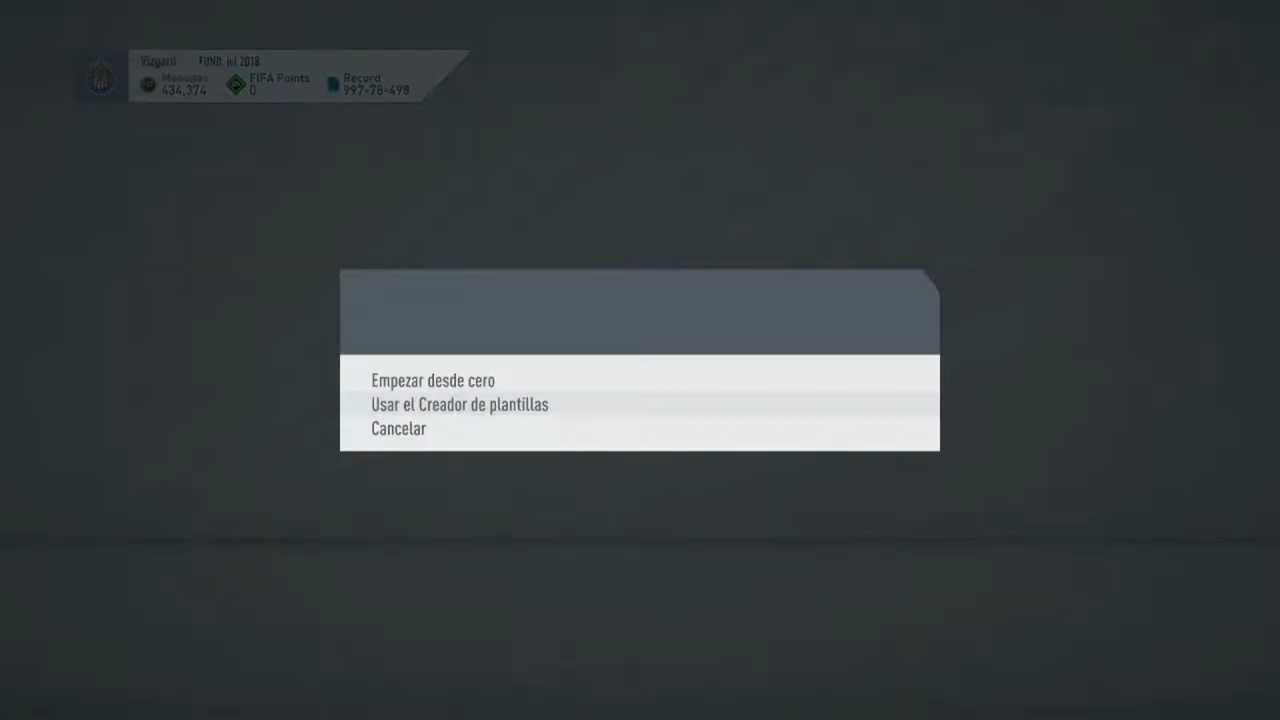 Vizgard FUND. jul 2018
Monedas FIFA Points Record
434,374 0 997-78-498
Empezar desde cero
Usar el Creador de plantillas
Cancelar